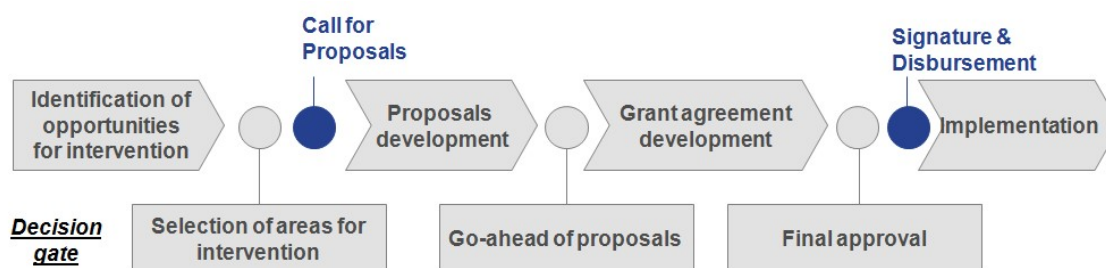 Call for
Proposals
Signature &
Disbursement
Identification of
opportunities
for intervention
Proposals
development
Grant agreement
development
Implementation
Decision
gate
Selection of areas for
intervention
Go-ahead of proposals
Final approval